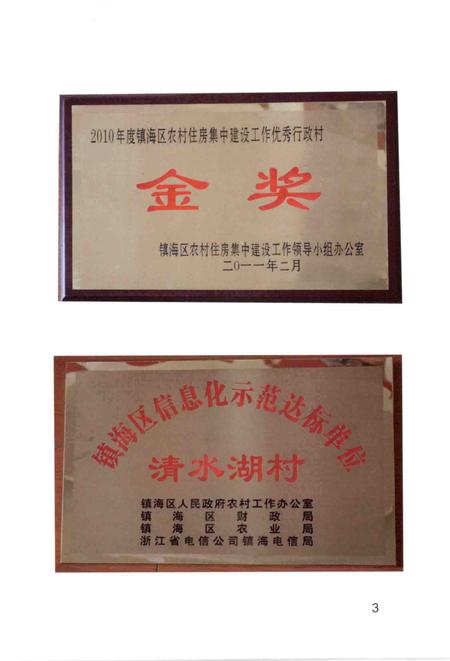 2010年度镇海区农村住房集中建设工作优秀行政村
金奖
镇海区农村住房集中建设工作领导小组办公室
二〇一一年二月
镇海区信息化示范达标单位
清水湖村
镇海区人民政府农村工作办公室
镇海区财政局
镇海区农业局
浙江省电信公司镇海电信局
3